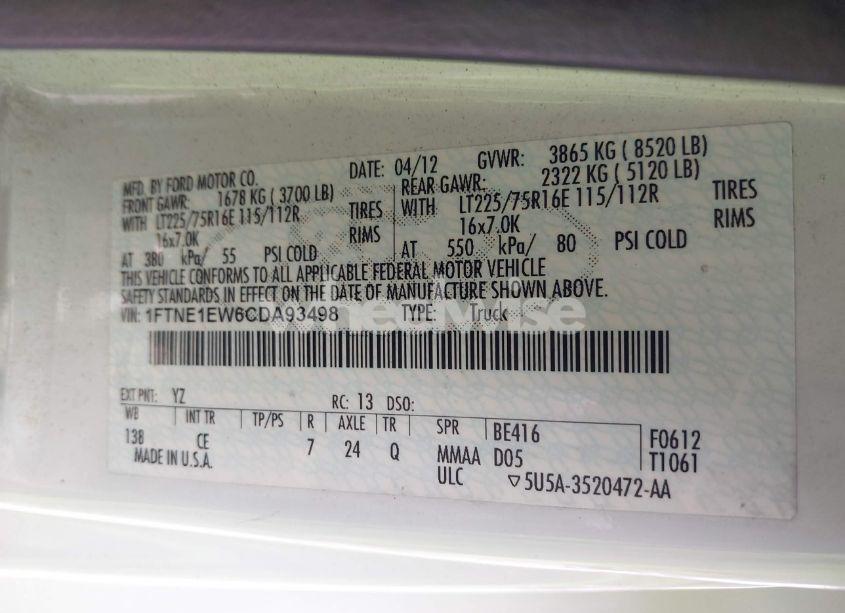 MFD. BY FORD MOTOR CO. DATE: 04/12 GVWR: 3865 KG ( 8520 LB)
FRONT GAWR: 1678 KG ( 3700 LB) REAR GAWR: 2322 KG ( 5120 LB)
WITH LT225/75R16E 115/112R TIRES WITH LT225/75R16E 115/112R TIRES
16x7.0K RIMS 16x7.0K RIMS
AT 380 kPa/ 55 PSI COLD AT 550 kPa/ 80 PSI COLD
THIS VEHICLE CONFORMS TO ALL APPLICABLE FEDERAL MOTOR VEHICLE
SAFETY STANDARDS IN EFFECT ON THE DATE OF MANUFACTURE SHOWN ABOVE.
VIN: 1FTNE1EW6CDA93498 TYPE: Truck
EXT PNT: YZ RC: 13 DSO:
WB INT TR TP/PS R AXLE TR SPR BE416 F0612
138 CE 7 24 Q MMAA D05 T1061
MADE IN U.S.A. ULC ▽5U5A-3520472-AA